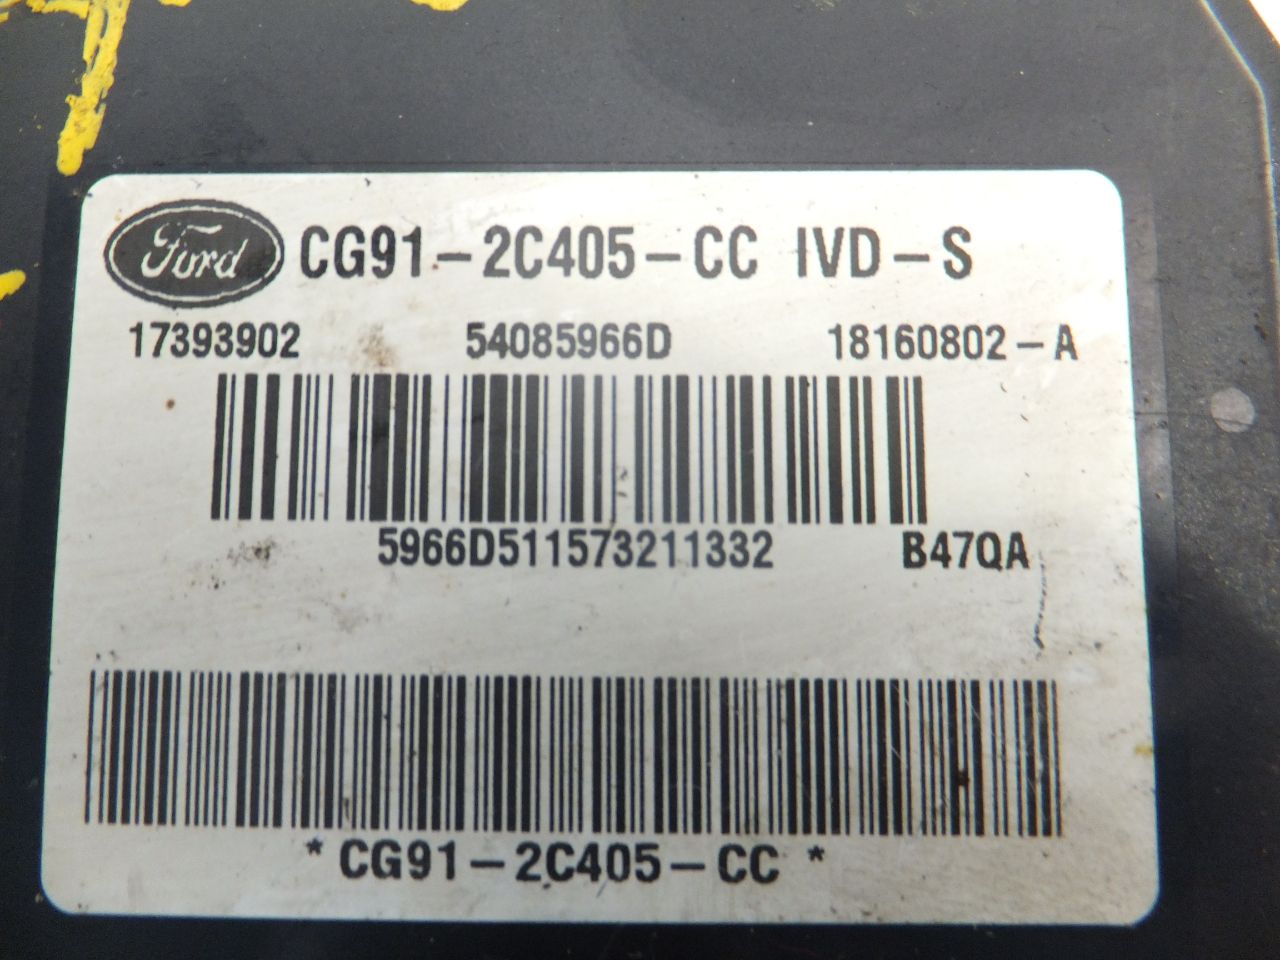 Ford CG91-2C405-CC IVD-S
17393902 54085966D 18160802-A
5966D511573211332 B47QA
*CG91-2C405-CC*